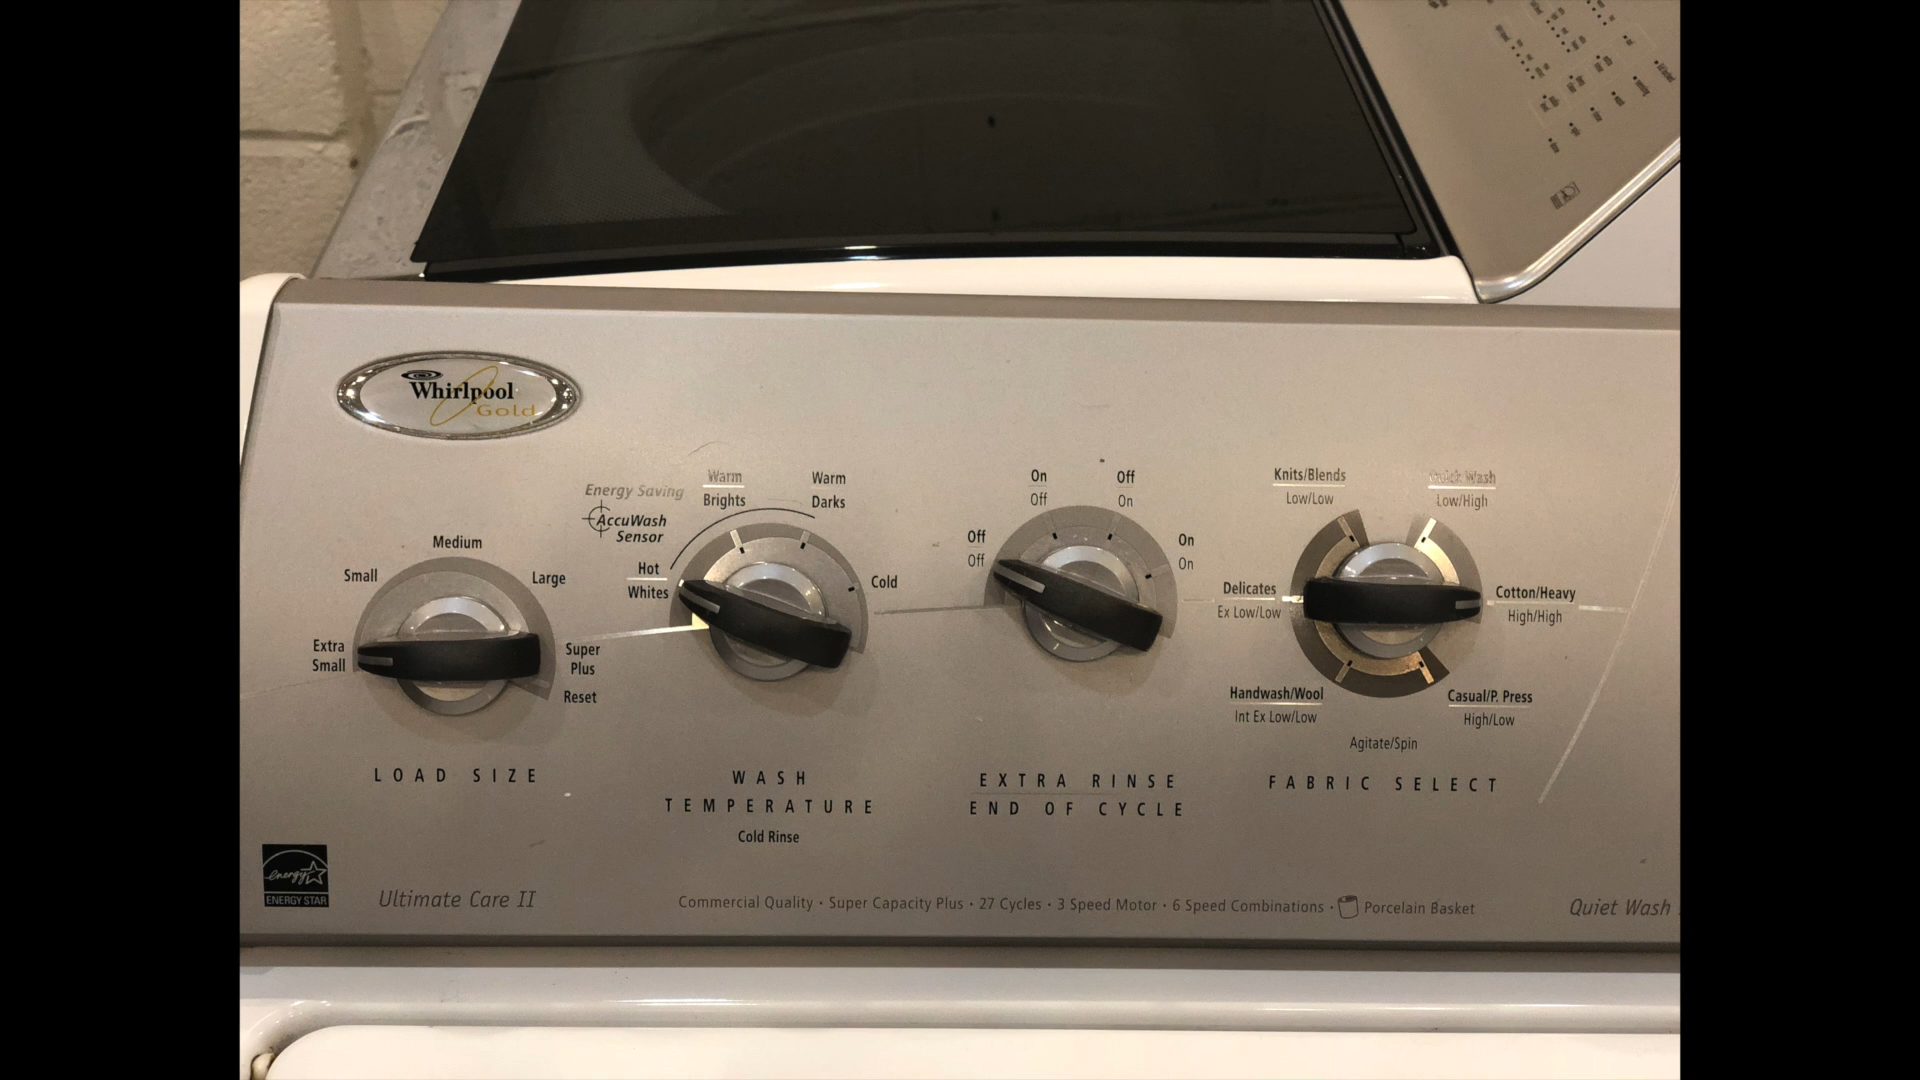 Whirlpool
Gold
Energy Saving
AccuWash
Sensor
Warm
Brights
Warm
Darks
Hot
Whites
Cold
Medium
Small
Large
Extra
Small
Super
Plus
Reset
On
Off
Off
On
Off
Off
On
On
Knits/Blends
Low/Low
Quick Wash
Low/High
Delicates
Ex Low/Low
Cotton/Heavy
High/High
Handwash/Wool
Int Ex Low/Low
Casual/P. Press
High/Low
Agitate/Spin
LOAD SIZE
WASH
TEMPERATURE
Cold Rinse
EXTRA RINSE
END OF CYCLE
FABRIC SELECT
energy
ENERGY STAR
Ultimate Care II
Commercial Quality · Super Capacity Plus · 27 Cycles · 3 Speed Motor · 6 Speed Combinations · Porcelain Basket
Quiet Wash